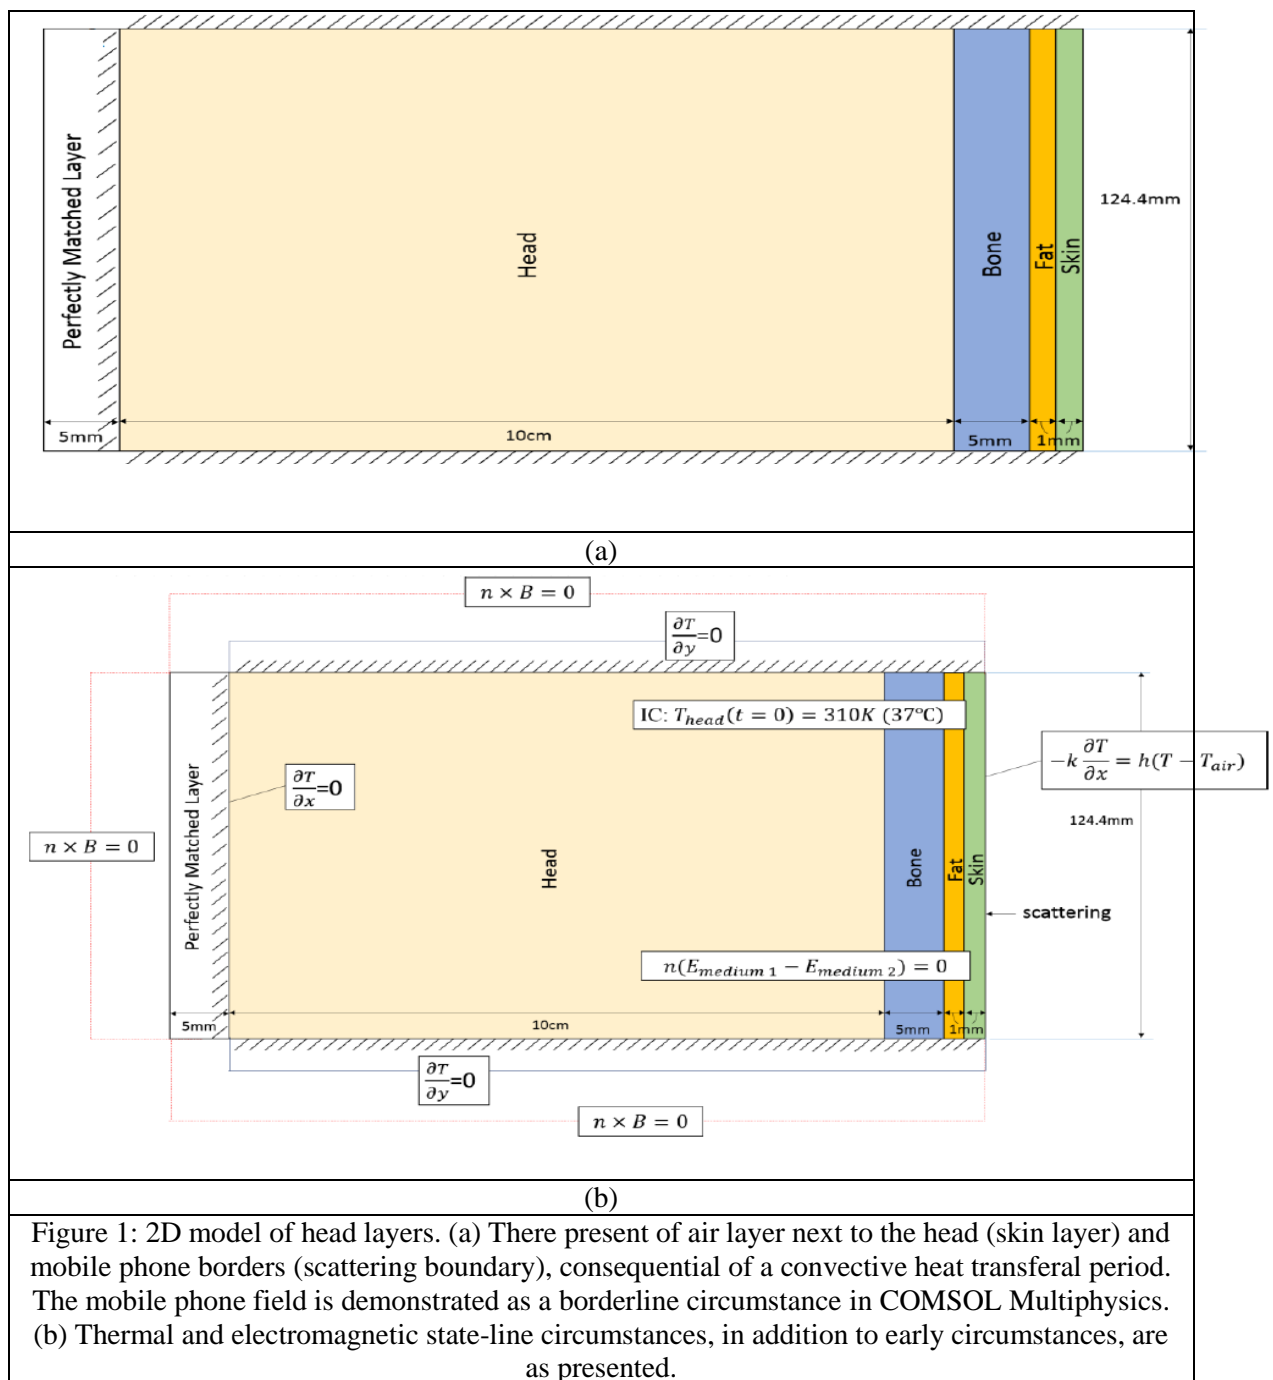 Perfectly Matched Layer
Head
Bone
Fat
Skin
124.4mm
5mm
10cm
5mm
1mm
(a)
n × B = 0
∂T/∂y=0
IC: T_head(t = 0) = 310K (37℃)
−k ∂T/∂x = h(T − T_air)
∂T/∂x=0
124.4mm
n × B = 0
Perfectly Matched Layer
Head
Bone
Fat
Skin
scattering
n(E_medium 1 − E_medium 2) = 0
5mm
10cm
5mm
1mm
∂T/∂y=0
n × B = 0
(b)
Figure 1: 2D model of head layers. (a) There present of air layer next to the head (skin layer) and
mobile phone borders (scattering boundary), consequential of a convective heat transferal period.
The mobile phone field is demonstrated as a borderline circumstance in COMSOL Multiphysics.
(b) Thermal and electromagnetic state-line circumstances, in addition to early circumstances, are
as presented.